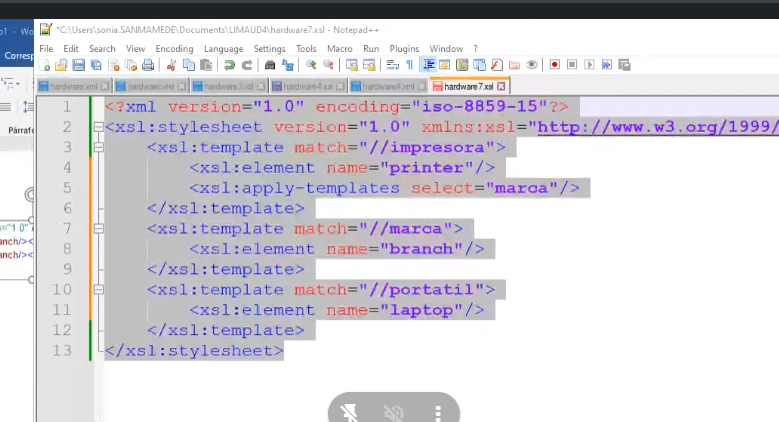 *C:\Users\sonia.SANMAMEDE\Documents\LIMAUD4\hardware7.xsl - Notepad++
File Edit Search View Encoding Language Settings Tools Macro Run Plugins Window ?
Corresp
hardware.xml hardware.xsl hardware3.xsl hardware4.xsl hardware4.xml hardware7.xsl
Párrafo
1 <?xml version="1.0" encoding="iso-8859-15"?>
2 <xsl:stylesheet version="1.0" xmlns:xsl="http://www.w3.org/1999/
3 <xsl:template match="//impresora">
4 <xsl:element name="printer"/>
5 <xsl:apply-templates select="marca"/>
6 </xsl:template>
7 <xsl:template match="//marca">
8 <xsl:element name="branch"/>
9 </xsl:template>
10 <xsl:template match="//portatil">
11 <xsl:element name="laptop"/>
12 </xsl:template>
13 </xsl:stylesheet>
="1.0"
anch/><
anch/>